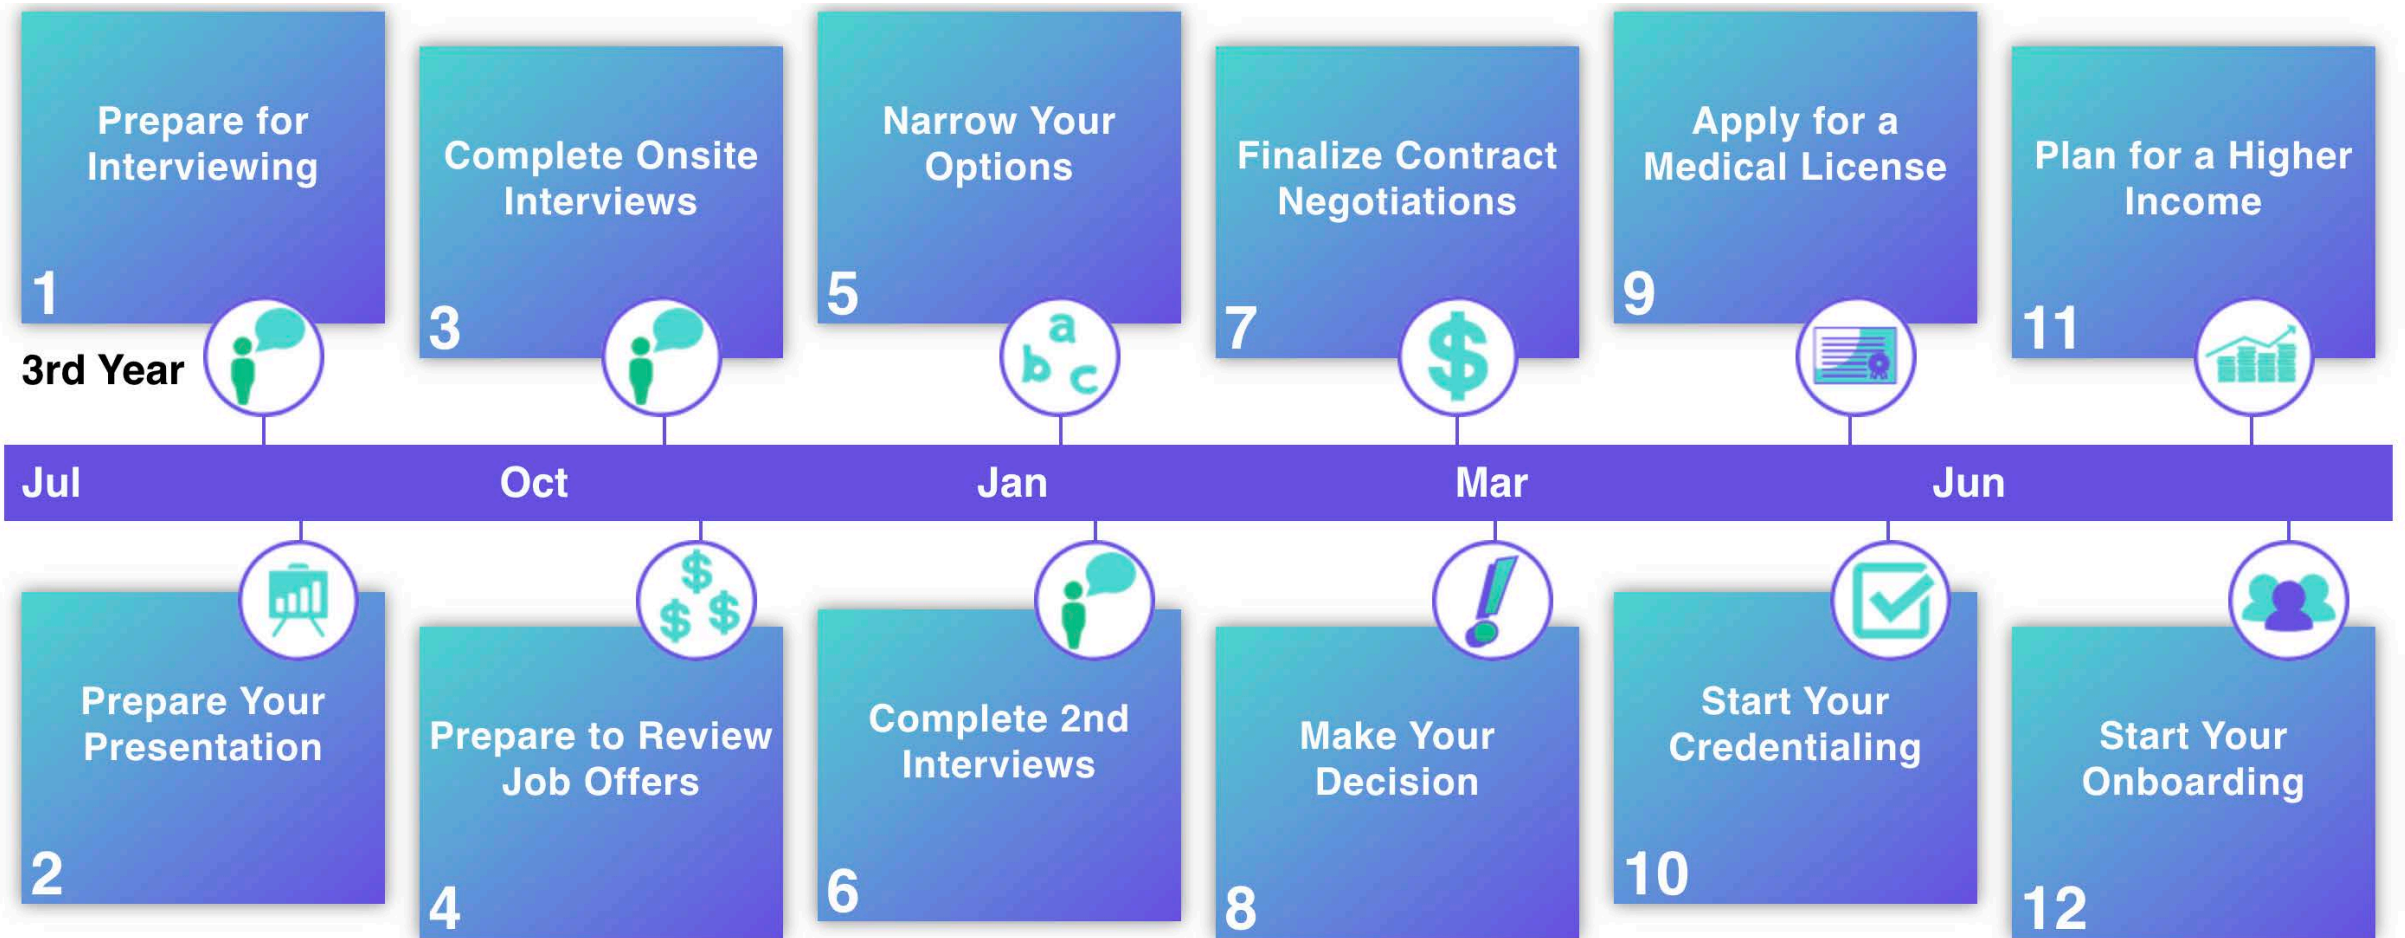 Prepare for
Interviewing
1
Complete Onsite
Interviews
3
Narrow Your
Options
5
Finalize Contract
Negotiations
7
Apply for a
Medical License
9
Plan for a Higher
Income
11
3rd Year
a
b c
$
Jul Oct Jan Mar Jun
$
$ $
!
Prepare Your
Presentation
2
Prepare to Review
Job Offers
4
Complete 2nd
Interviews
6
Make Your
Decision
8
Start Your
Credentialing
10
Start Your
Onboarding
12